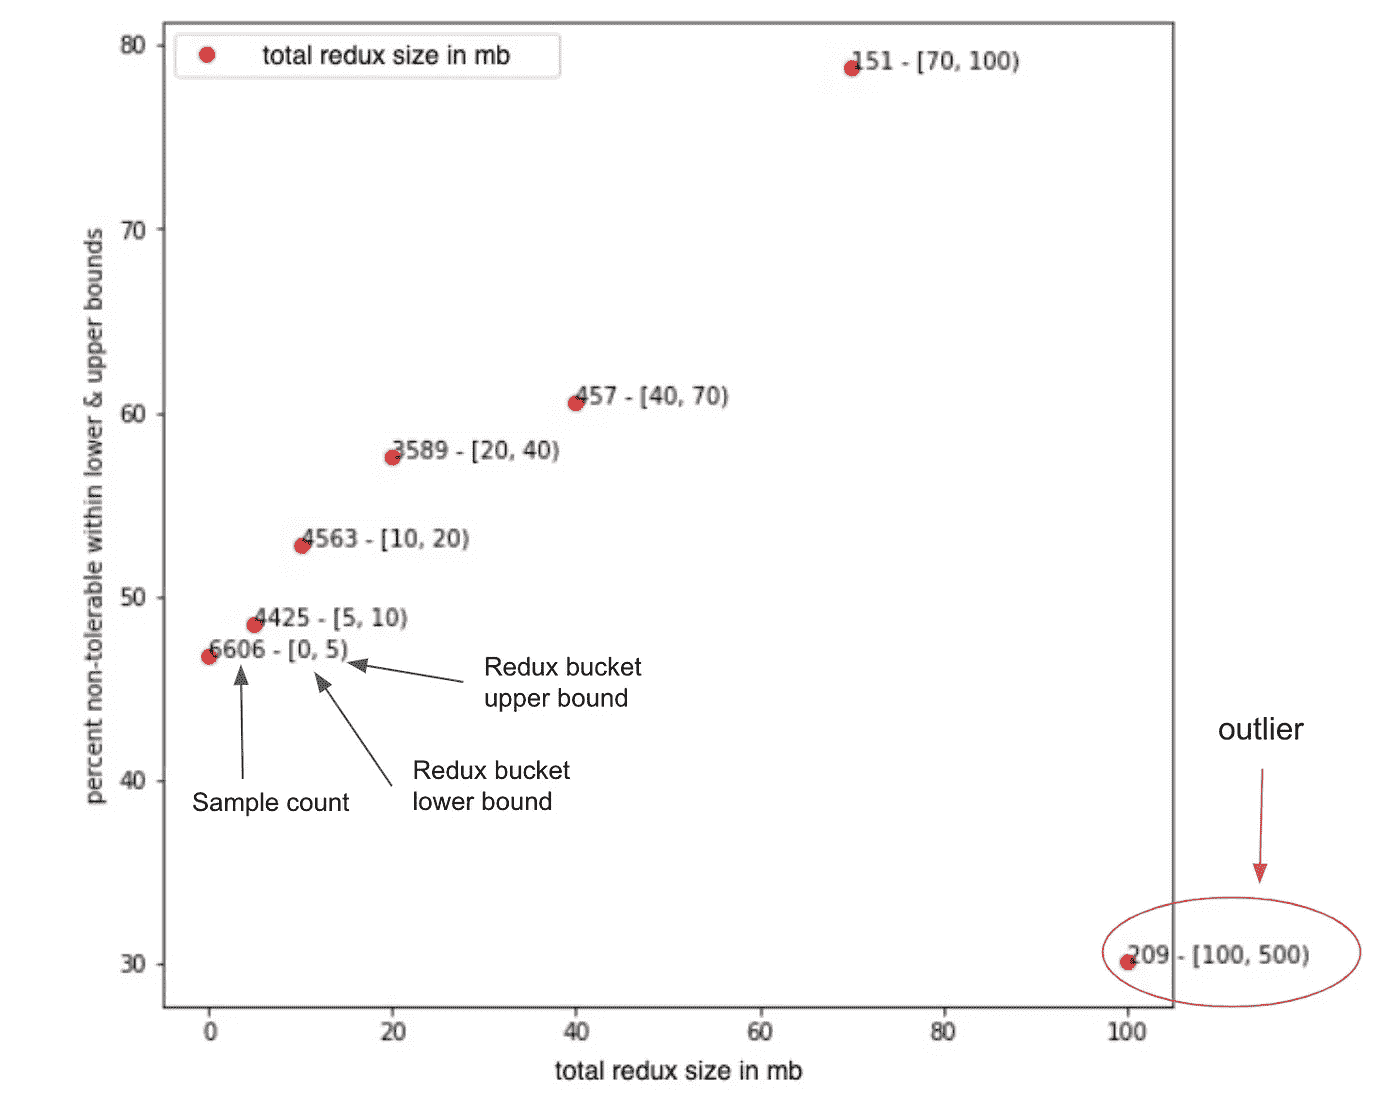 80
total redux size in mb
151 - [70, 100)
70
percent non-tolerable within lower & upper bounds
60
457 - [40, 70)
3589 - [20, 40)
4563 - [10, 20)
50
4425 - [5, 10)
6606 - [0, 5)
Redux bucket
upper bound
outlier
Redux bucket
lower bound
40
Sample count
209 - [100, 500)
30
0 20 40 60 80 100
total redux size in mb